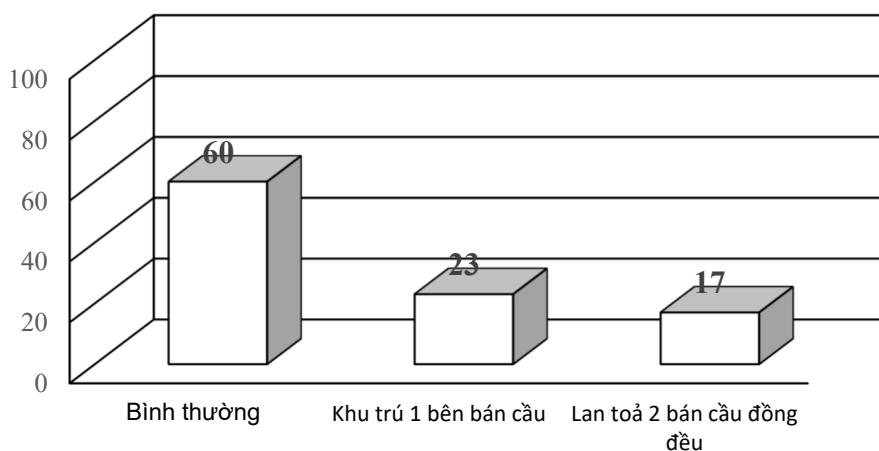 100
80
60
40
20
0
60
23
17
Bình thường
Khu trú 1 bên bán cầu
Lan toả 2 bán cầu đồng
đều